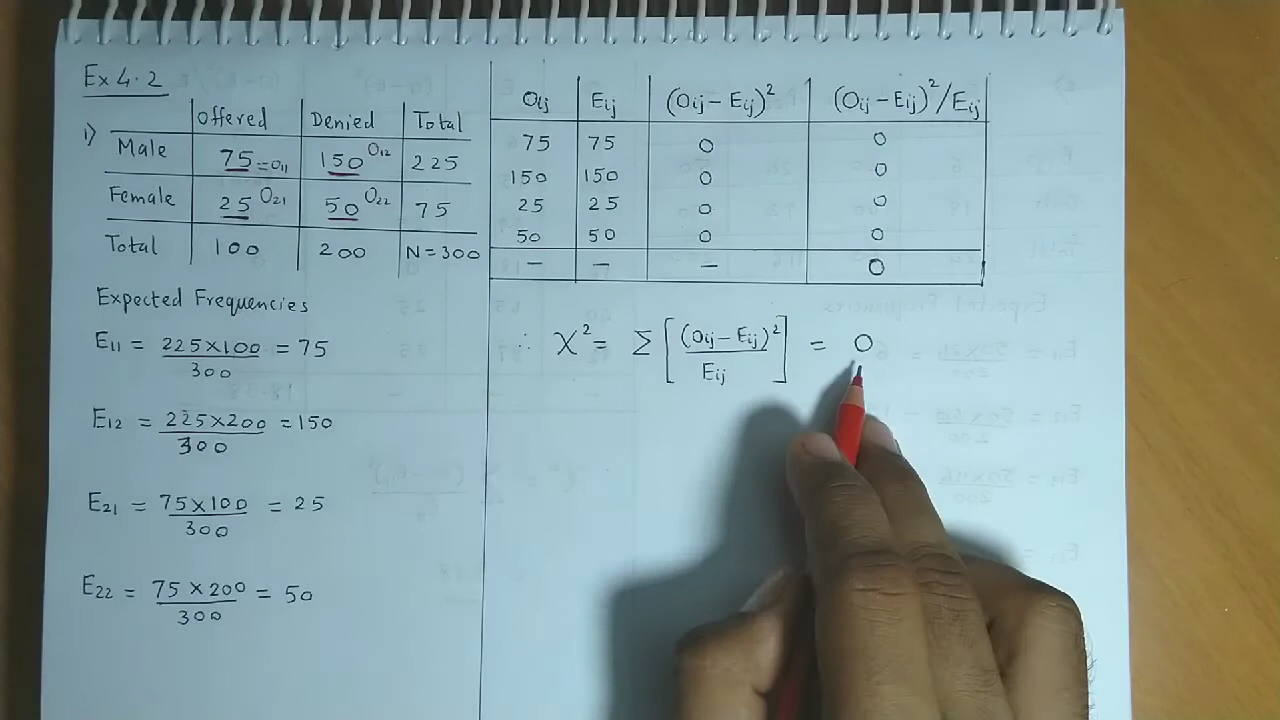 Ex 4.2
i)
Offered Denied Total
Male 75 = O11 150 O12 225
Female 25 O21 50 O22 75
Total 100 200 N = 300
Expected Frequencies
E11 = 225 × 100 / 300 = 75
E12 = 225 × 200 / 300 = 150
E21 = 75 × 100 / 300 = 25
E22 = 75 × 200 / 300 = 50
Oij Eij (Oij – Eij)² (Oij – Eij)² / Eij
75 75 0 0
150 150 0 0
25 25 0 0
50 50 0 0
– – – 0
∴ χ² = Σ [(Oij – Eij)² / Eij] = 0